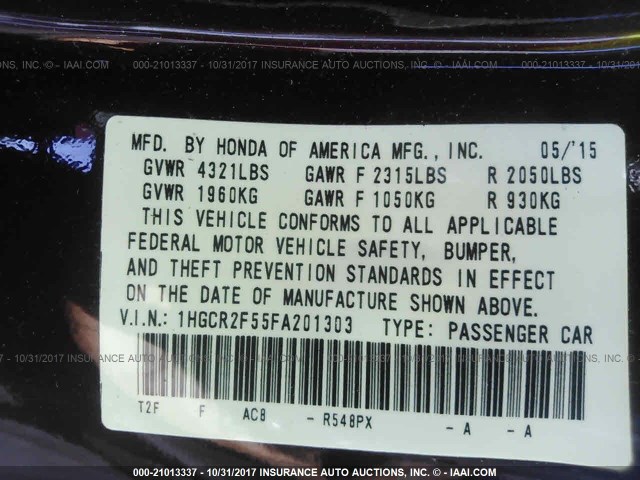 000-21013337 - 10/31/2017 INSURANCE AUTO AUCTIONS, INC. - IAAI.COM
MFD. BY HONDA OF AMERICA MFG., INC. 05/'15
GVWR 4321LBS GAWR F 2315LBS R 2050LBS
GVWR 1960KG GAWR F 1050KG R 930KG
THIS VEHICLE CONFORMS TO ALL APPLICABLE
FEDERAL MOTOR VEHICLE SAFETY, BUMPER,
AND THEFT PREVENTION STANDARDS IN EFFECT
ON THE DATE OF MANUFACTURE SHOWN ABOVE.
V.I.N.: 1HGCR2F55FA201303 TYPE: PASSENGER CAR
T2F F AC8 - R548PX - A - A
000-21013337 - 10/31/2017 INSURANCE AUTO AUCTIONS, INC. - IAAI.COM